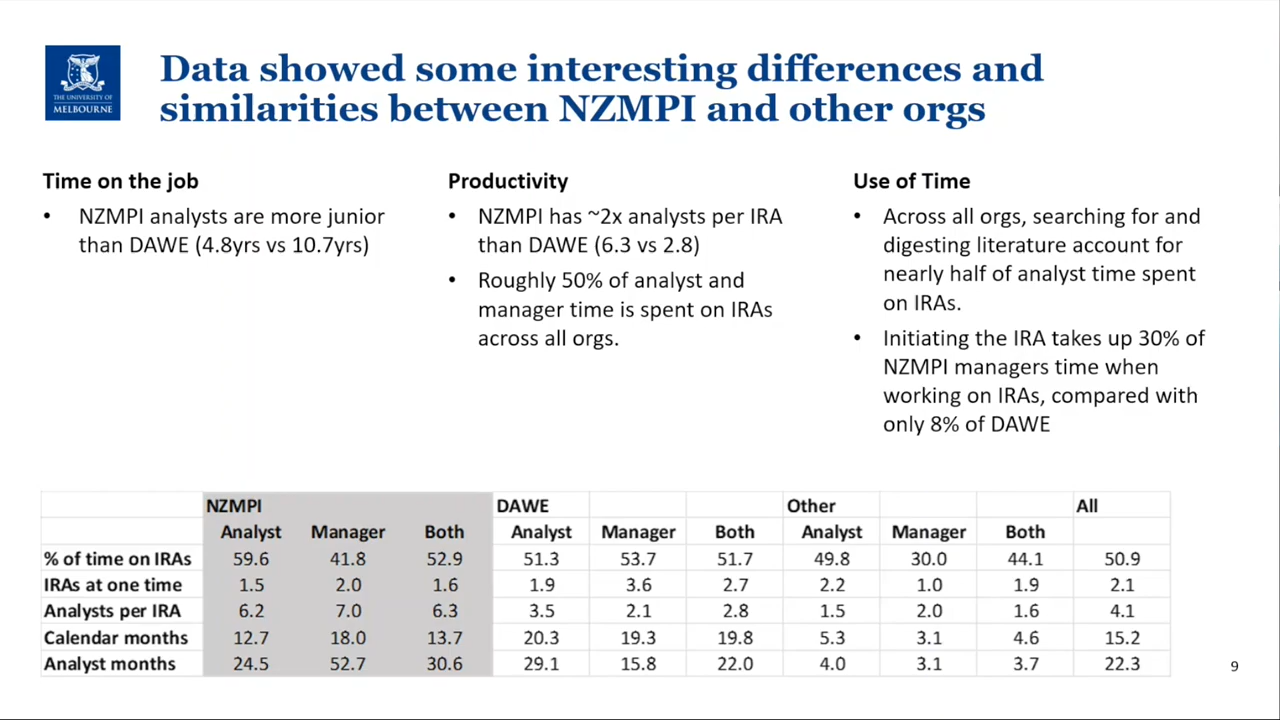 THE UNIVERSITY OF
MELBOURNE
Data showed some interesting differences and
similarities between NZMPI and other orgs
Time on the job
• NZMPI analysts are more junior
than DAWE (4.8yrs vs 10.7yrs)
Productivity
• NZMPI has ~2x analysts per IRA
than DAWE (6.3 vs 2.8)
• Roughly 50% of analyst and
manager time is spent on IRAs
across all orgs.
Use of Time
• Across all orgs, searching for and
digesting literature account for
nearly half of analyst time spent
on IRAs.
• Initiating the IRA takes up 30% of
NZMPI managers time when
working on IRAs, compared with
only 8% of DAWE
NZMPI DAWE Other All
Analyst Manager Both Analyst Manager Both Analyst Manager Both
% of time on IRAs 59.6 41.8 52.9 51.3 53.7 51.7 49.8 30.0 44.1 50.9
IRAs at one time 1.5 2.0 1.6 1.9 3.6 2.7 2.2 1.0 1.9 2.1
Analysts per IRA 6.2 7.0 6.3 3.5 2.1 2.8 1.5 2.0 1.6 4.1
Calendar months 12.7 18.0 13.7 20.3 19.3 19.8 5.3 3.1 4.6 15.2
Analyst months 24.5 52.7 30.6 29.1 15.8 22.0 4.0 3.1 3.7 22.3
9